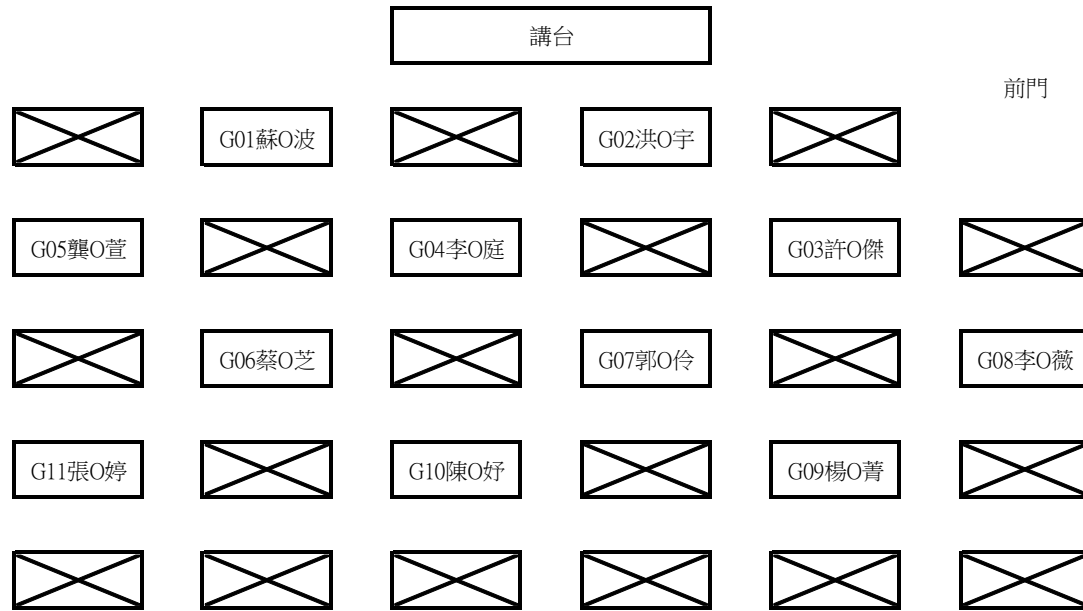 講台
前門
G01蘇O波
G02洪O宇
G05龔O萱
G04李O庭
G03許O傑
G06蔡O芝
G07郭O伶
G08李O薇
G11張O婷
G10陳O妤
G09楊O菁